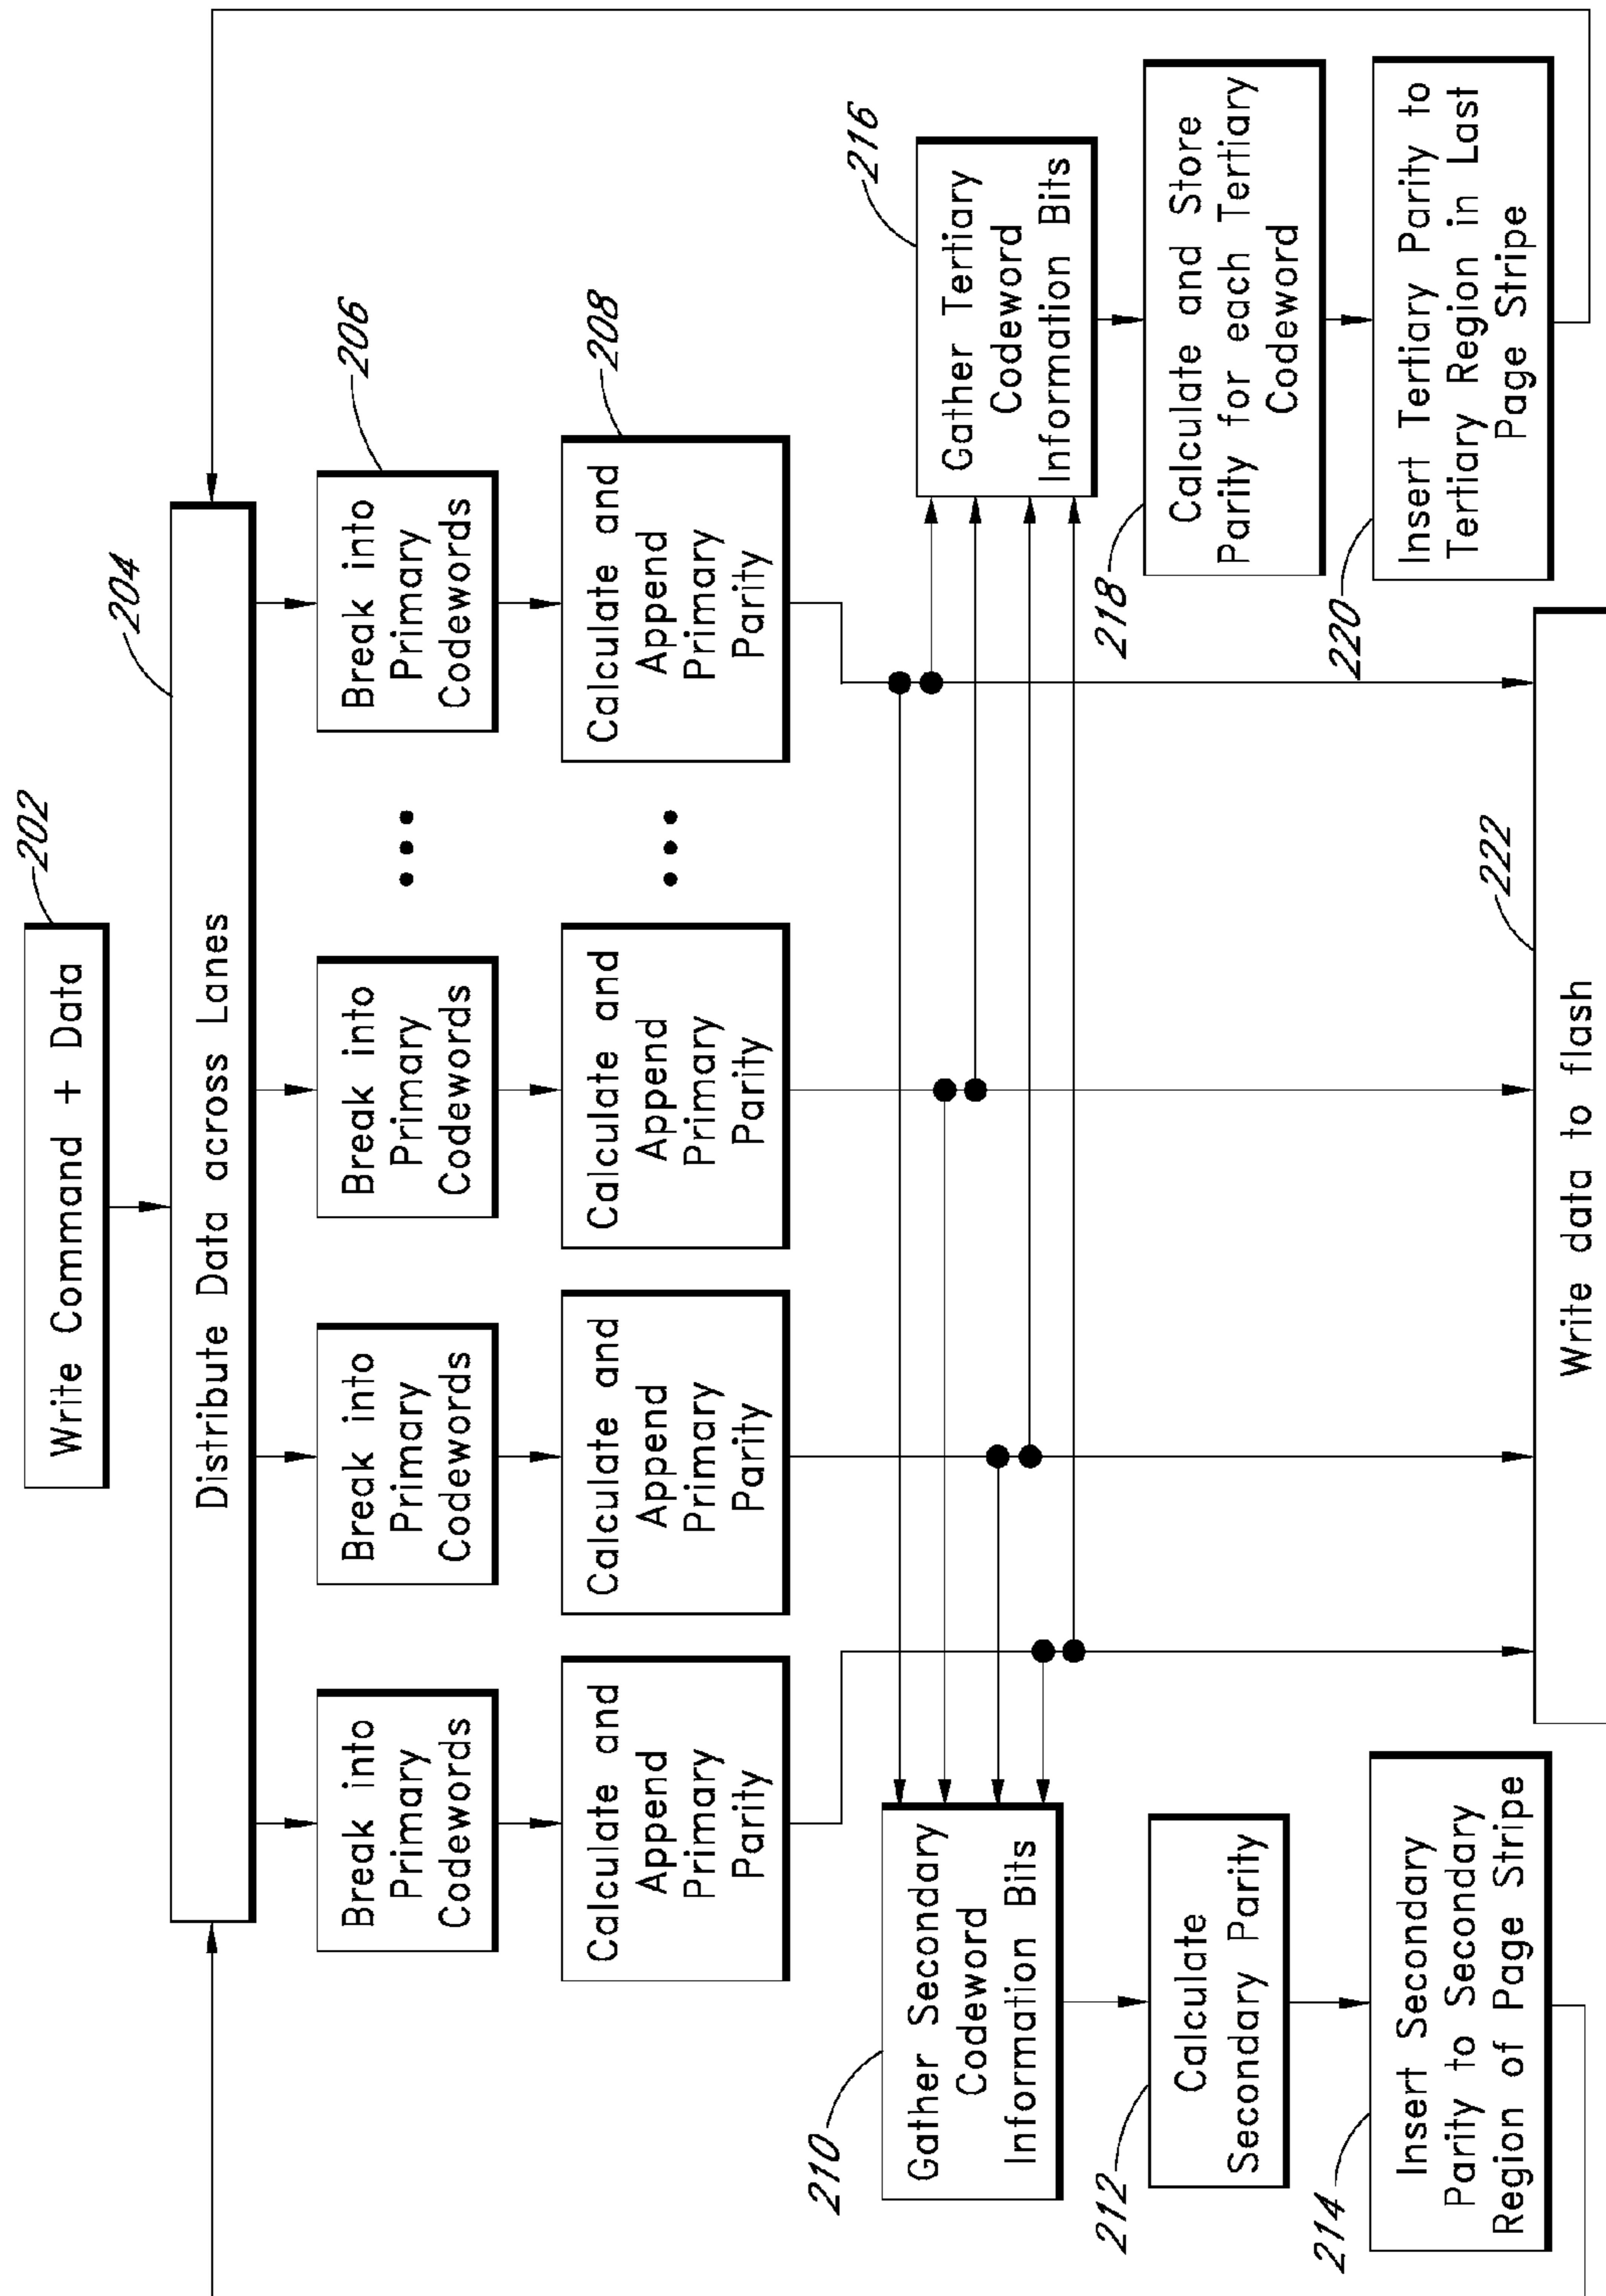 202
Write Command + Data
204
Distribute Data across Lanes
206
Break into
Primary
Codewords
Break into
Primary
Codewords
Break into
Primary
Codewords
Break into
Primary
Codewords
208
Calculate and
Append
Primary
Parity
Calculate and
Append
Primary
Parity
Calculate and
Append
Primary
Parity
Calculate and
Append
Primary
Parity
210
Gather Secondary
Codeword
Information Bits
212
Calculate
Secondary Parity
214
Insert Secondary
Parity to Secondary
Region of Page Stripe
216
Gather Tertiary
Codeword
Information Bits
218
Calculate and Store
Parity for each Tertiary
Codeword
220
Insert Tertiary Parity to
Tertiary Region in Last
Page Stripe
222
Write data to flash